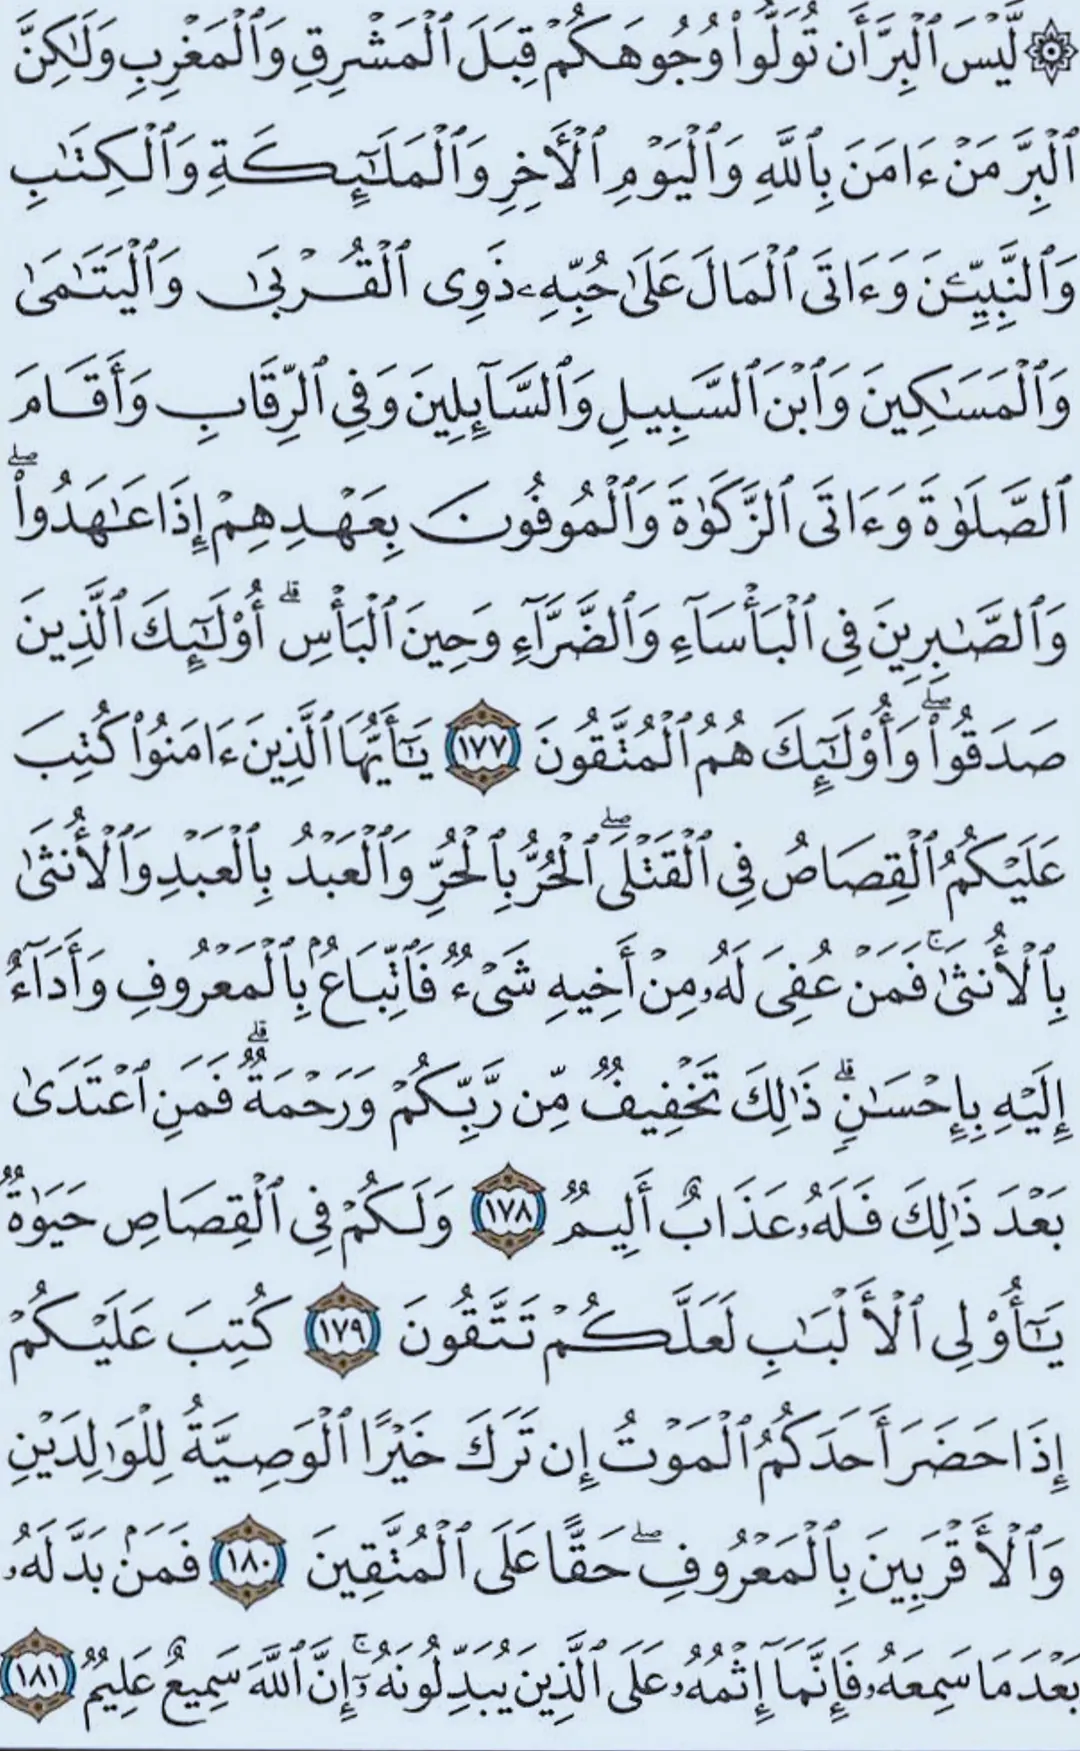 ۞ لَّيْسَ ٱلْبِرَّ أَن تُوَلُّوا۟ وُجُوهَكُمْ قِبَلَ ٱلْمَشْرِقِ وَٱلْمَغْرِبِ وَلَـٰكِنَّ
ٱلْبِرَّ مَنْ ءَامَنَ بِٱللَّهِ وَٱلْيَوْمِ ٱلْأَخِرِ وَٱلْمَلَـٰٓئِكَةِ وَٱلْكِتَـٰبِ
وَٱلنَّبِيِّـۧنَ وَءَاتَى ٱلْمَالَ عَلَىٰ حُبِّهِۦ ذَوِى ٱلْقُرْبَىٰ وَٱلْيَتَـٰمَىٰ
وَٱلْمَسَـٰكِينَ وَٱبْنَ ٱلسَّبِيلِ وَٱلسَّآئِلِينَ وَفِى ٱلرِّقَابِ وَأَقَامَ
ٱلصَّلَوٰةَ وَءَاتَى ٱلزَّكَوٰةَ وَٱلْمُوفُونَ بِعَهْدِهِمْ إِذَا عَـٰهَدُوا۟ ۖ
وَٱلصَّـٰبِرِينَ فِى ٱلْبَأْسَآءِ وَٱلضَّرَّآءِ وَحِينَ ٱلْبَأْسِ ۗ أُو۟لَـٰٓئِكَ ٱلَّذِينَ
صَدَقُوا۟ ۖ وَأُو۟لَـٰٓئِكَ هُمُ ٱلْمُتَّقُونَ ١٧٧ يَـٰٓأَيُّهَا ٱلَّذِينَ ءَامَنُوا۟ كُتِبَ
عَلَيْكُمُ ٱلْقِصَاصُ فِى ٱلْقَتْلَى ۖ ٱلْحُرُّ بِٱلْحُرِّ وَٱلْعَبْدُ بِٱلْعَبْدِ وَٱلْأُنثَىٰ
بِٱلْأُنثَىٰ ۚ فَمَنْ عُفِىَ لَهُۥ مِنْ أَخِيهِ شَىْءٌ فَٱتِّبَاعٌۢ بِٱلْمَعْرُوفِ وَأَدَآءٌ
إِلَيْهِ بِإِحْسَـٰنٍ ۗ ذَٰلِكَ تَخْفِيفٌ مِّن رَّبِّكُمْ وَرَحْمَةٌ ۗ فَمَنِ ٱعْتَدَىٰ
بَعْدَ ذَٰلِكَ فَلَهُۥ عَذَابٌ أَلِيمٌ ١٧٨ وَلَكُمْ فِى ٱلْقِصَاصِ حَيَوٰةٌ
يَـٰٓأُو۟لِى ٱلْأَلْبَـٰبِ لَعَلَّكُمْ تَتَّقُونَ ١٧٩ كُتِبَ عَلَيْكُمْ
إِذَا حَضَرَ أَحَدَكُمُ ٱلْمَوْتُ إِن تَرَكَ خَيْرًا ٱلْوَصِيَّةُ لِلْوَٰلِدَيْنِ
وَٱلْأَقْرَبِينَ بِٱلْمَعْرُوفِ ۖ حَقًّا عَلَى ٱلْمُتَّقِينَ ١٨٠ فَمَنۢ بَدَّلَهُۥ
بَعْدَ مَا سَمِعَهُۥ فَإِنَّمَآ إِثْمُهُۥ عَلَى ٱلَّذِينَ يُبَدِّلُونَهُۥٓ ۚ إِنَّ ٱللَّهَ سَمِيعٌ عَلِيمٌ ١٨١